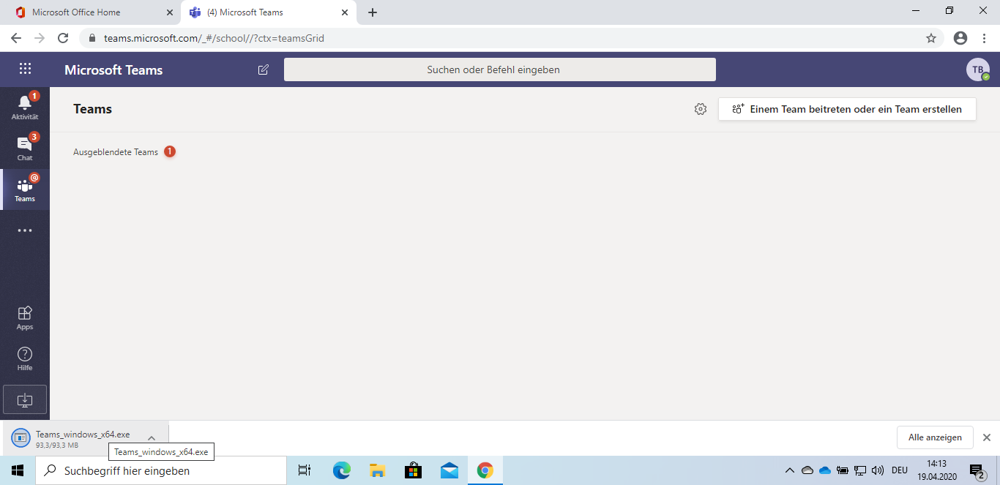 Microsoft Office Home
(4) Microsoft Teams
teams.microsoft.com/_#/school//?ctx=teamsGrid
Microsoft Teams
Suchen oder Befehl eingeben
TB
1
Aktivität
Teams
Einem Team beitreten oder ein Team erstellen
3
Chat
Ausgeblendete Teams 1
@
Teams
Apps
?
Hilfe
Teams_windows_x64.exe
93,3/93,3 MB
Teams_windows_x64.exe
Alle anzeigen
Suchbegriff hier eingeben
DEU
14:13
19.04.2020
2